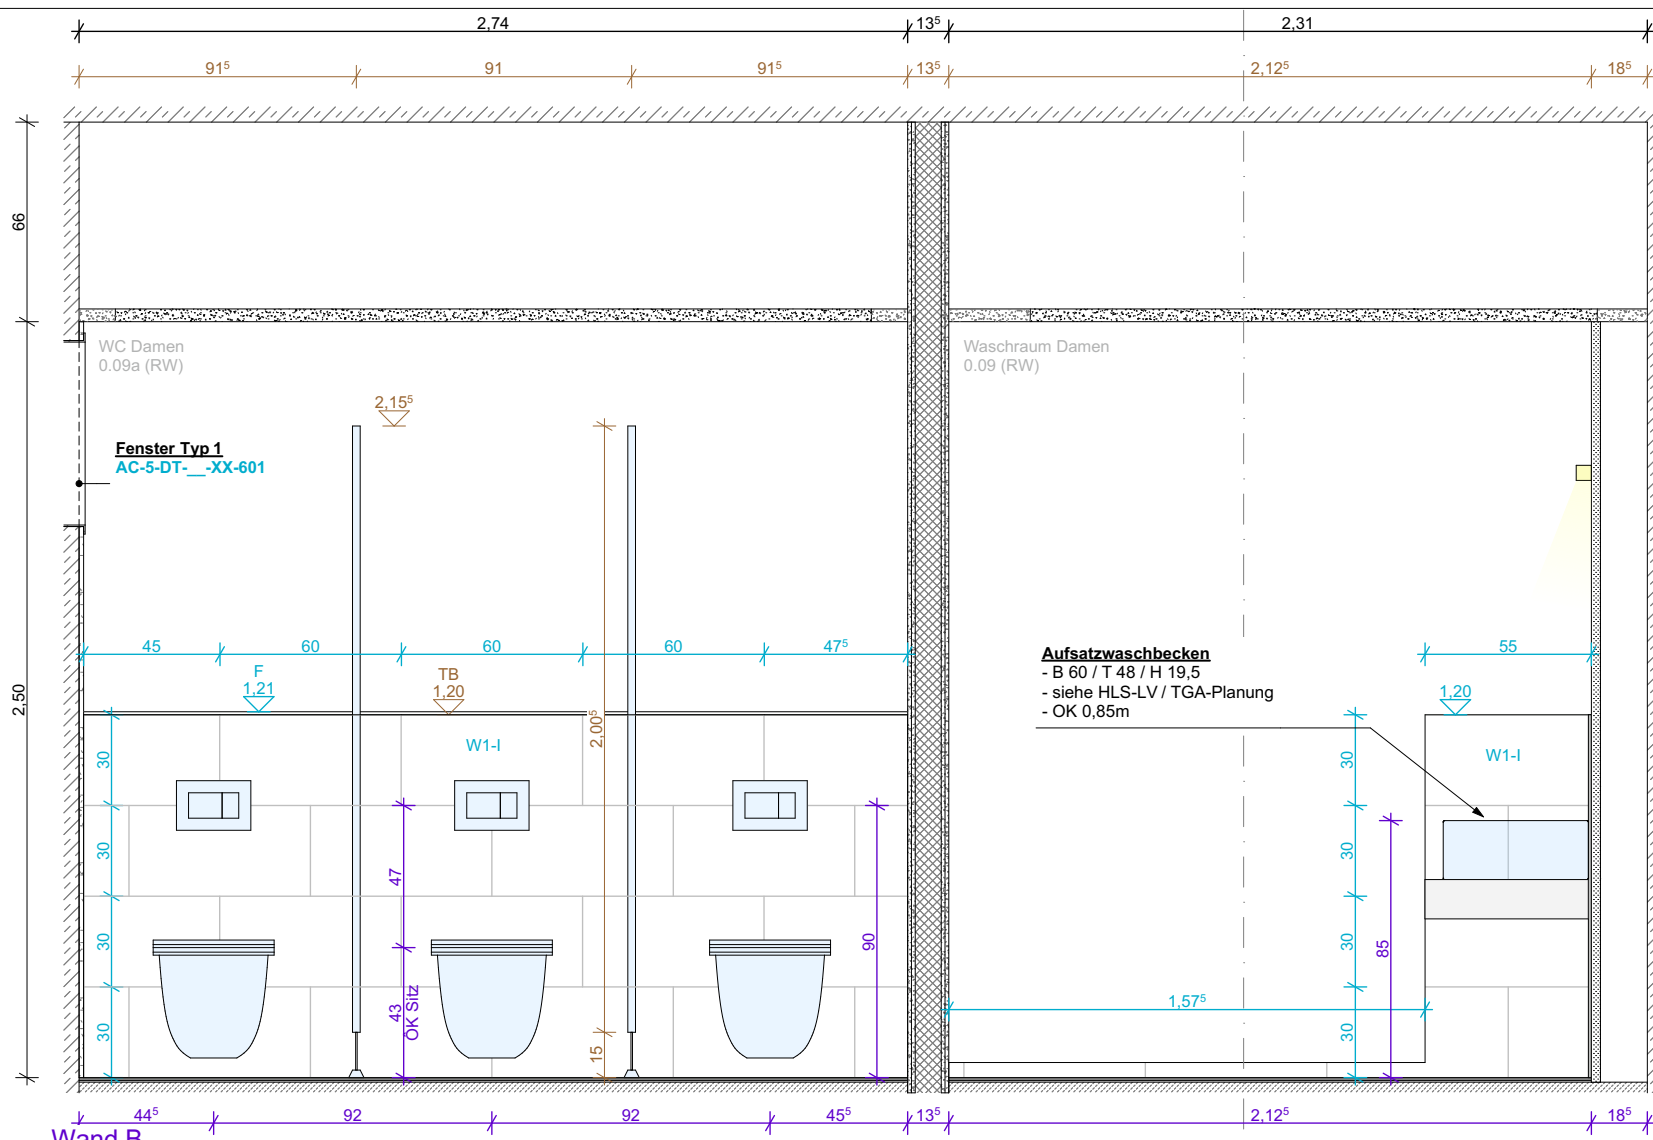 2,74
13⁵
2,31
91⁵
91
91⁵
13⁵
2,12⁵
18⁵
66
WC Damen
0.09a (RW)
Waschraum Damen
0.09 (RW)
2,15⁵
Fenster Typ 1
AC-5-DT-__-XX-601
45
60
60
60
47⁵
55
Aufsatzwaschbecken
- B 60 / T 48 / H 19,5
- siehe HLS-LV / TGA-Planung
- OK 0,85m
F
1,21
TB
1,20
1,20
2,50
2,00⁵
W1-I
W1-I
30
30
30
30
47
43
OK Sitz
90
15
30
30
30
30
85
1,57⁵
44⁵
92
92
45⁵
13⁵
2,12⁵
18⁵
Wand B